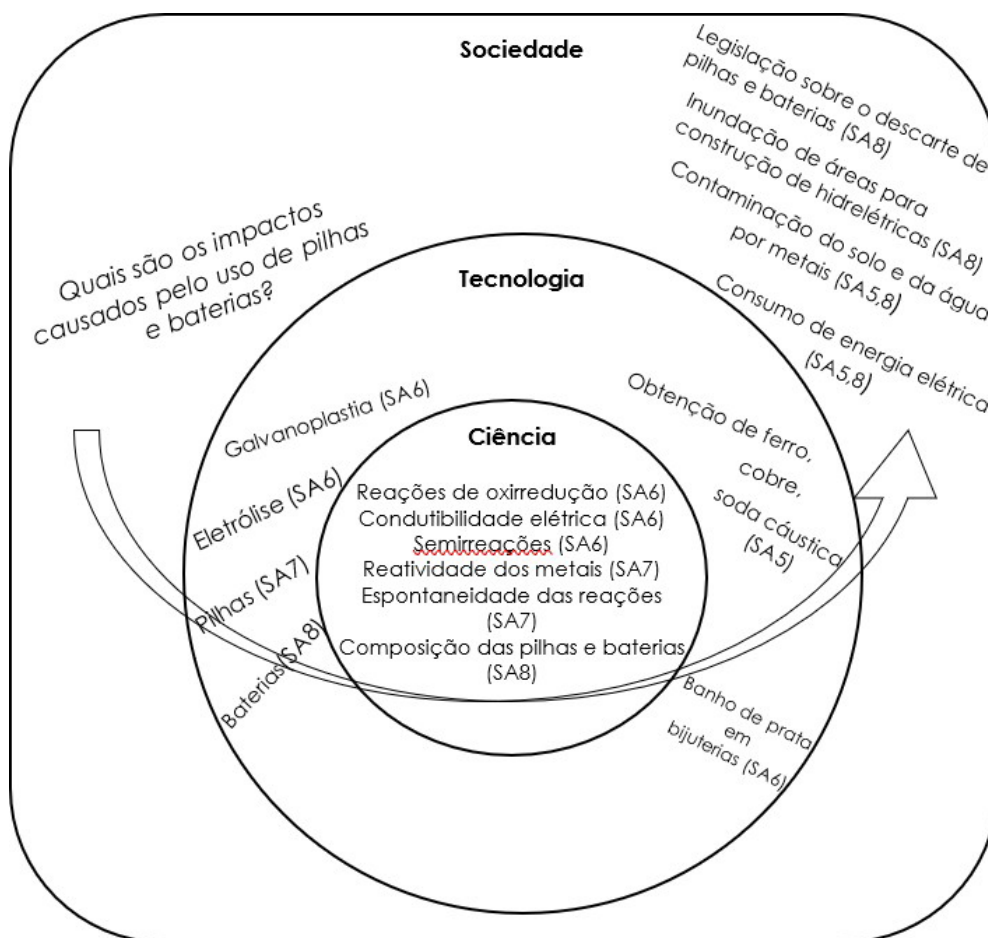 Sociedade
Legislação sobre o descarte de
pilhas e baterias (SA8)
Inundação de áreas para
construção de hidrelétricas (SA8)
Contaminação do solo e da água
por metais (SA5,8)
Consumo de energia elétrica
(SA5,8)
Quais são os impactos
causados pelo uso de pilhas
e baterias?
Tecnologia
Galvanoplastia (SA6)
Eletrólise (SA6)
Pilhas (SA7)
Baterias (SA8)
Obtenção de ferro,
cobre,
soda cáustica
(SA5)
Ciência
Reações de oxirredução (SA6)
Condutibilidade elétrica (SA6)
Semirreações (SA6)
Reatividade dos metais (SA7)
Espontaneidade das reações
(SA7)
Composição das pilhas e baterias
(SA8)
Banho de prata
em
bijuterias (SA6)